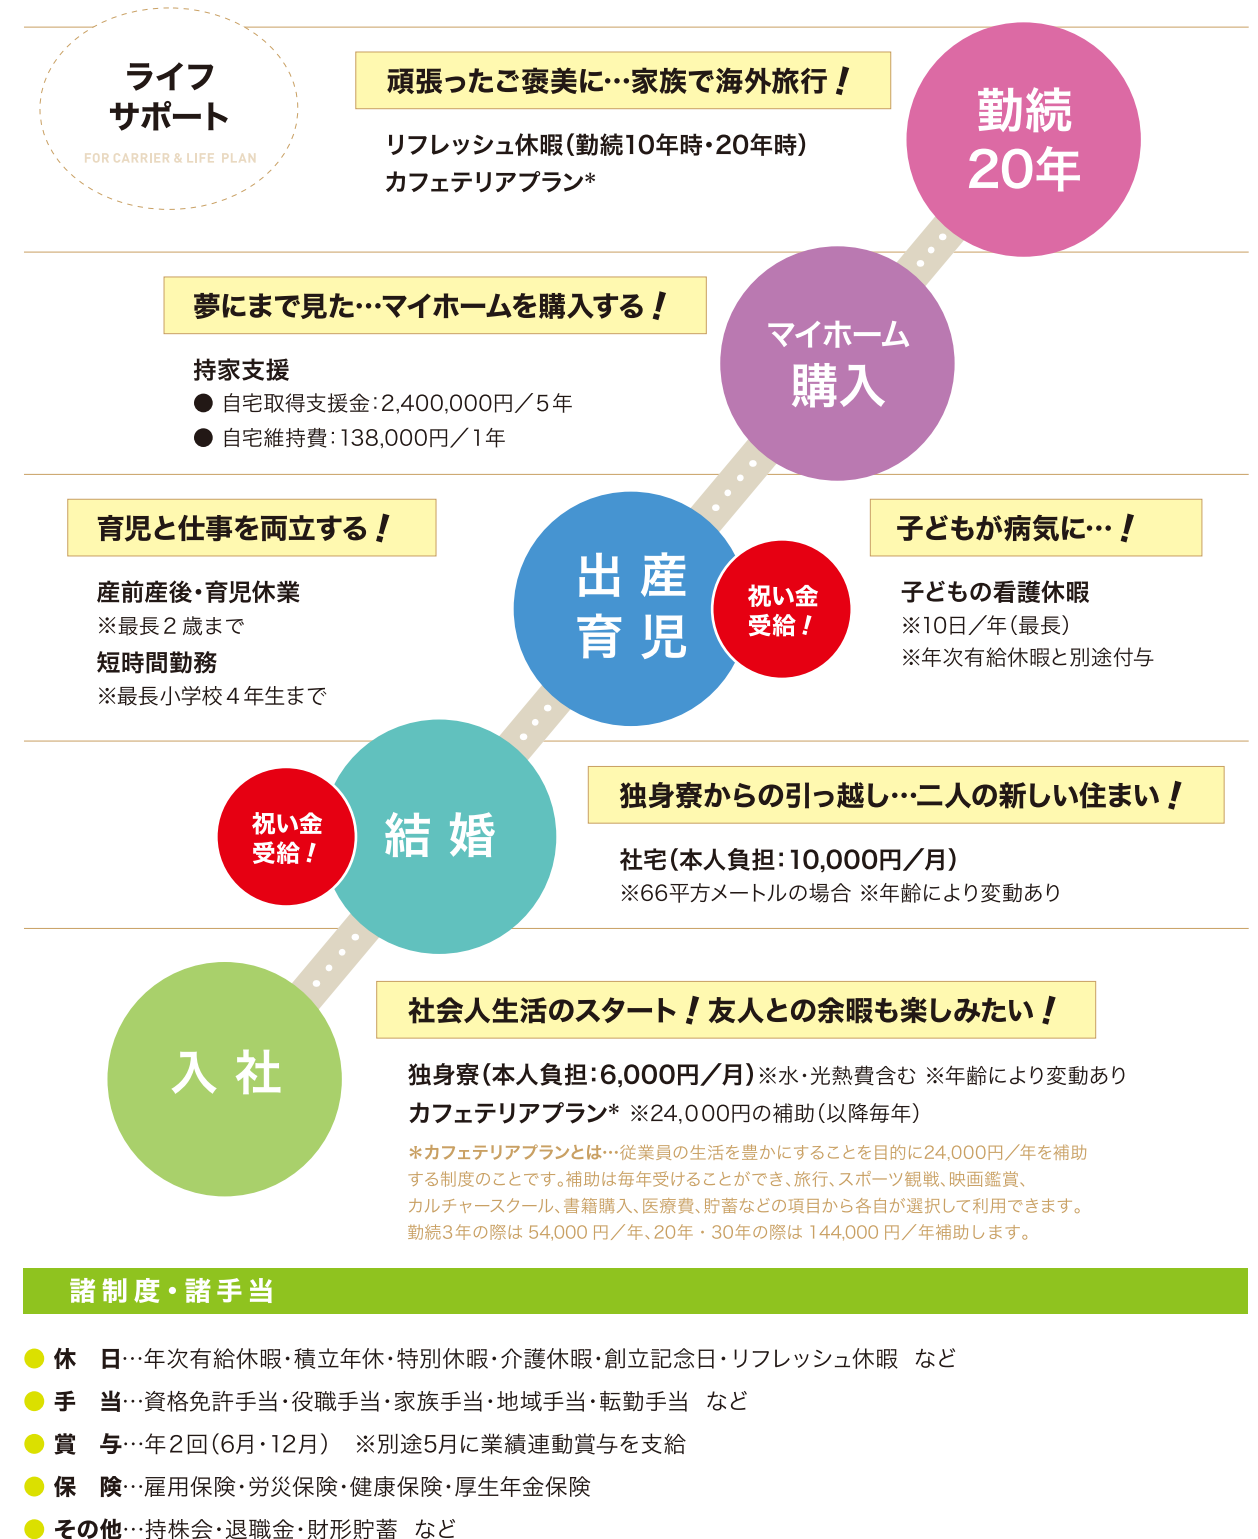 ライフ
サポート
FOR CARRIER & LIFE PLAN
頑張ったご褒美に…家族で海外旅行！
リフレッシュ休暇（勤続10年時・20年時）
カフェテリアプラン*
勤続
20年
夢にまで見た…マイホームを購入する！
持家支援
● 自宅取得支援金：2,400,000円／5年
● 自宅維持費：138,000円／1年
マイホーム
購入
育児と仕事を両立する！
産前産後・育児休業
※最長２歳まで
短時間勤務
※最長小学校４年生まで
出 産
育 児
祝い金
受給！
子どもが病気に…！
子どもの看護休暇
※10日／年（最長）
※年次有給休暇と別途付与
祝い金
受給！
結 婚
独身寮からの引っ越し…二人の新しい住まい！
社宅（本人負担：10,000円／月）
※66平方メートルの場合 ※年齢により変動あり
入 社
社会人生活のスタート！友人との余暇も楽しみたい！
独身寮（本人負担：6,000円／月）※水・光熱費含む ※年齢により変動あり
カフェテリアプラン* ※24,000円の補助（以降毎年）
＊カフェテリアプランとは…従業員の生活を豊かにすることを目的に24,000円／年を補助
する制度のことです。補助は毎年受けることができ、旅行、スポーツ観戦、映画鑑賞、
カルチャースクール、書籍購入、医療費、貯蓄などの項目から各自が選択して利用できます。
勤続3年の際は 54,000 円／年、20年・30年の際は 144,000 円／年補助します。
諸制度・諸手当
● 休　日…年次有給休暇・積立年休・特別休暇・介護休暇・創立記念日・リフレッシュ休暇 など
● 手　当…資格免許手当・役職手当・家族手当・地域手当・転勤手当 など
● 賞　与…年２回（6月・12月）　※別途5月に業績連動賞与を支給
● 保　険…雇用保険・労災保険・健康保険・厚生年金保険
● その他…持株会・退職金・財形貯蓄 など